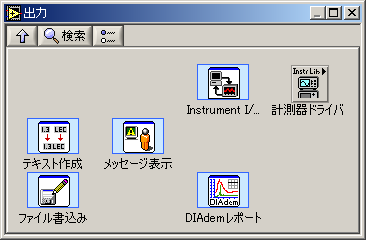 出力
検索
Instr Lib
Instrument I/...
計測器ドライバ
1.3 LEC
1.3 LEC
A
テキスト作成
メッセージ表示
DIAdem
ファイル書込み
DIAdemレポート